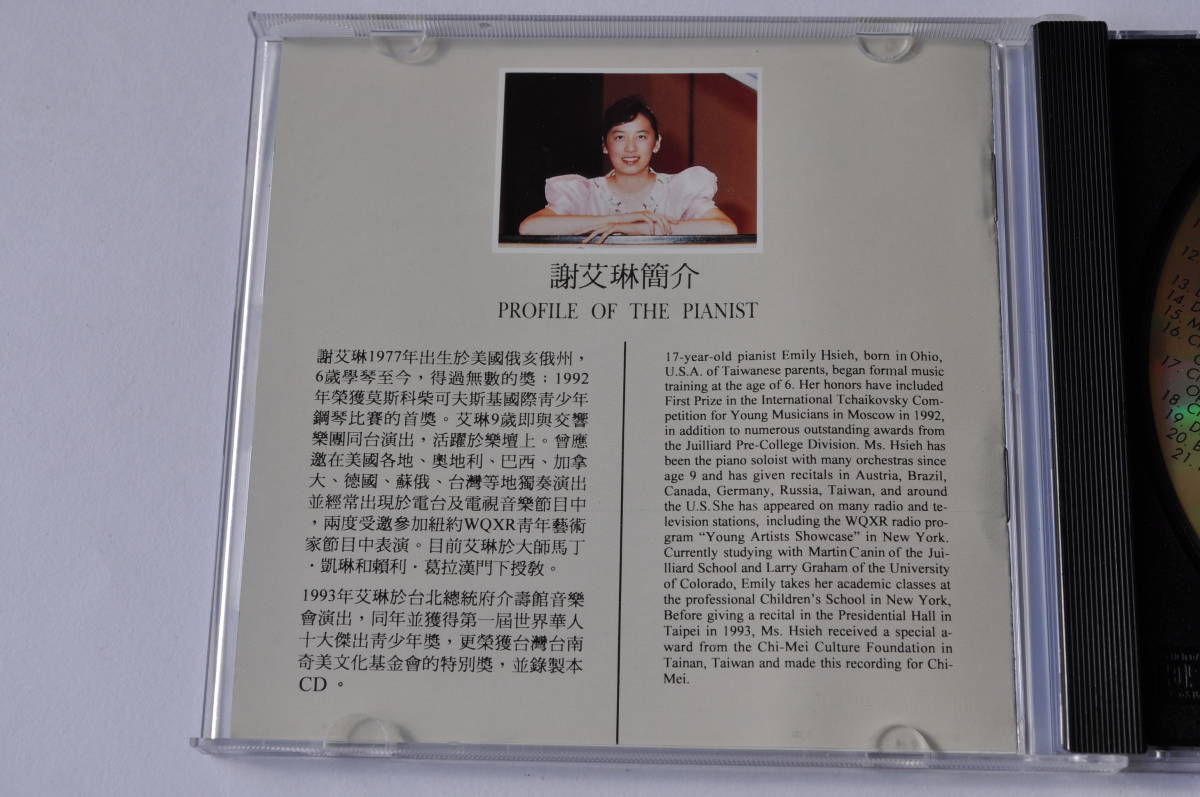 謝艾琳簡介
PROFILE OF THE PIANIST
謝艾琳1977年出生於美國俄亥俄州，
6歲學琴至今，得過無數的獎；1992
年榮獲莫斯科柴可夫斯基國際青少年
鋼琴比賽的首獎。艾琳9歲即與交響
樂團同台演出，活躍於樂壇上。曾應
邀在美國各地、奧地利、巴西、加拿
大、德國、蘇俄、台灣等地獨奏演出
並經常出現於電台及電視音樂節目中
，兩度受邀參加紐約WQXR青年藝術
家節目中表演。目前艾琳於大師馬丁
·凱琳和賴利·葛拉漢門下授教。
1993年艾琳於台北總統府介壽館音樂
會演出，同年並獲得第一屆世界華人
十大傑出青少年獎，更榮獲台灣台南
奇美文化基金會的特別獎，並錄製本
CD。
17-year-old pianist Emily Hsieh, born in Ohio,
U.S.A. of Taiwanese parents, began formal music
training at the age of 6. Her honors have included
First Prize in the International Tchaikovsky Com-
petition for Young Musicians in Moscow in 1992,
in addition to numerous outstanding awards from
the Juilliard Pre-College Division. Ms. Hsieh has
been the piano soloist with many orchestras since
age 9 and has given recitals in Austria, Brazil,
Canada, Germany, Russia, Taiwan, and around
the U.S. She has appeared on many radio and te-
levision stations, including the WQXR radio pro-
gram “Young Artists Showcase” in New York.
Currently studying with Martin Canin of the Jui-
lliard School and Larry Graham of the University
of Colorado, Emily takes her academic classes at
the professional Children's School in New York,
Before giving a recital in the Presidential Hall in
Taipei in 1993, Ms. Hsieh received a special a-
ward from the Chi-Mei Culture Foundation in
Tainan, Taiwan and made this recording for Chi-
Mei.
12.
13.
14. D
15. M
16. C
17. C
18. C
19. D
20.
21.